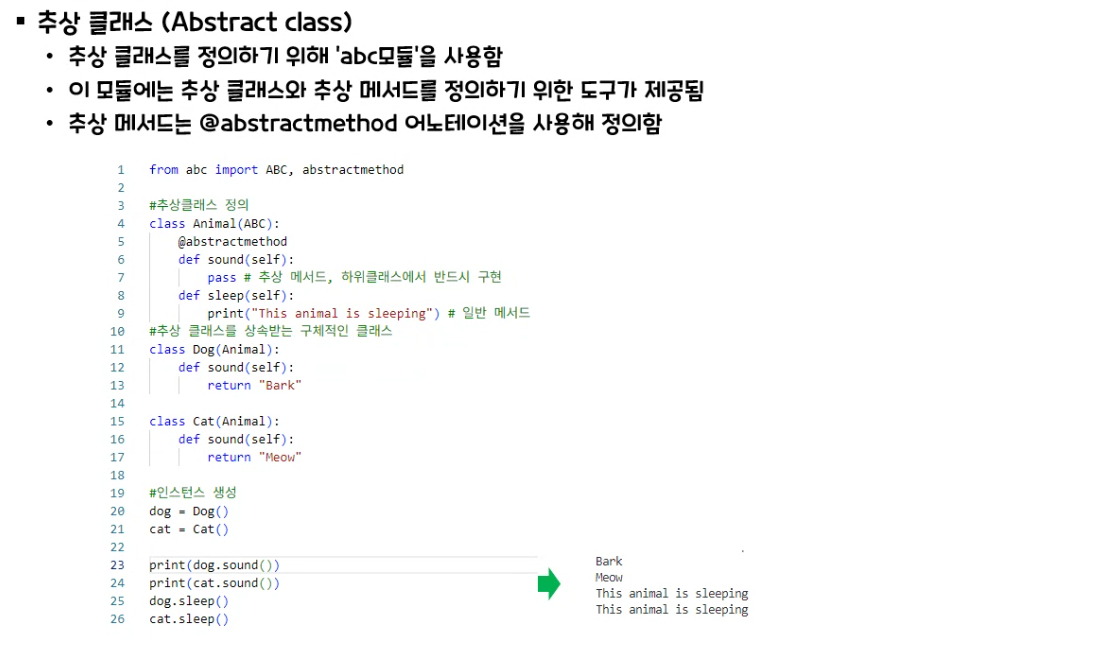 ▪ 추상 클래스 (Abstract class)
• 추상 클래스를 정의하기 위해 'abc모듈'을 사용함
• 이 모듈에는 추상 클래스와 추상 메서드를 정의하기 위한 도구가 제공됨
• 추상 메서드는 @abstractmethod 어노테이션을 사용해 정의함
1 from abc import ABC, abstractmethod
2
3 #추상클래스 정의
4 class Animal(ABC):
5     @abstractmethod
6     def sound(self):
7         pass # 추상 메서드, 하위클래스에서 반드시 구현
8     def sleep(self):
9         print("This animal is sleeping") # 일반 메서드
10 #추상 클래스를 상속받는 구체적인 클래스
11 class Dog(Animal):
12     def sound(self):
13         return "Bark"
14
15 class Cat(Animal):
16     def sound(self):
17         return "Meow"
18
19 #인스턴스 생성
20 dog = Dog()
21 cat = Cat()
22
23 print(dog.sound())
24 print(cat.sound())
25 dog.sleep()
26 cat.sleep()
Bark
Meow
This animal is sleeping
This animal is sleeping